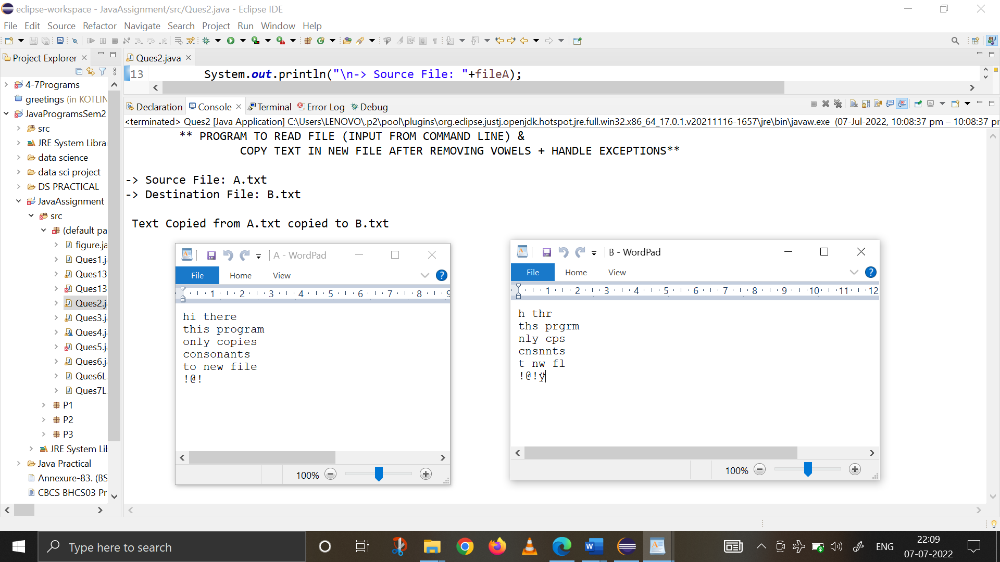 eclipse-workspace - JavaAssignment/src/Ques2.java - Eclipse IDE
File Edit Source Refactor Navigate Search Project Run Window Help
Project Explorer
Ques2.java
4-7Programs
greetings (in KOTLIN
JavaProgramsSem2
src
JRE System Libra
data science
data sci project
DS PRACTICAL
JavaAssignment
src
(default pa
figure.ja
Ques1.j
Ques13
Ques13
Ques2.j
Ques3.j
Ques4.j
Ques5.j
Ques6.j
Ques6L
Ques7L
P1
P2
P3
JRE System Lib
Java Practical
Annexure-83. (BS
CBCS BHCS03 Pr
13 System.out.println("\n-> Source File: "+fileA);
Declaration Console Terminal Error Log Debug
<terminated> Ques2 [Java Application] C:\Users\LENOVO\.p2\pool\plugins\org.eclipse.justj.openjdk.hotspot.jre.full.win32.x86_64_17.0.1.v20211116-1657\jre\bin\javaw.exe (07-Jul-2022, 10:08:37 pm – 10:08:37 pr
** PROGRAM TO READ FILE (INPUT FROM COMMAND LINE) &
COPY TEXT IN NEW FILE AFTER REMOVING VOWELS + HANDLE EXCEPTIONS**
-> Source File: A.txt
-> Destination File: B.txt
Text Copied from A.txt copied to B.txt
A - WordPad
File Home View
1 2 3 4 5 6 7 8 9
hi there
this program
only copies
consonants
to new file
!@!
100%
B - WordPad
File Home View
1 2 3 4 5 6 7 8 9 10 11 12
h thr
ths prgrm
nly cps
cnsnnts
t nw fl
!@!ÿ
100%
Type here to search
ENG
22:09
07-07-2022